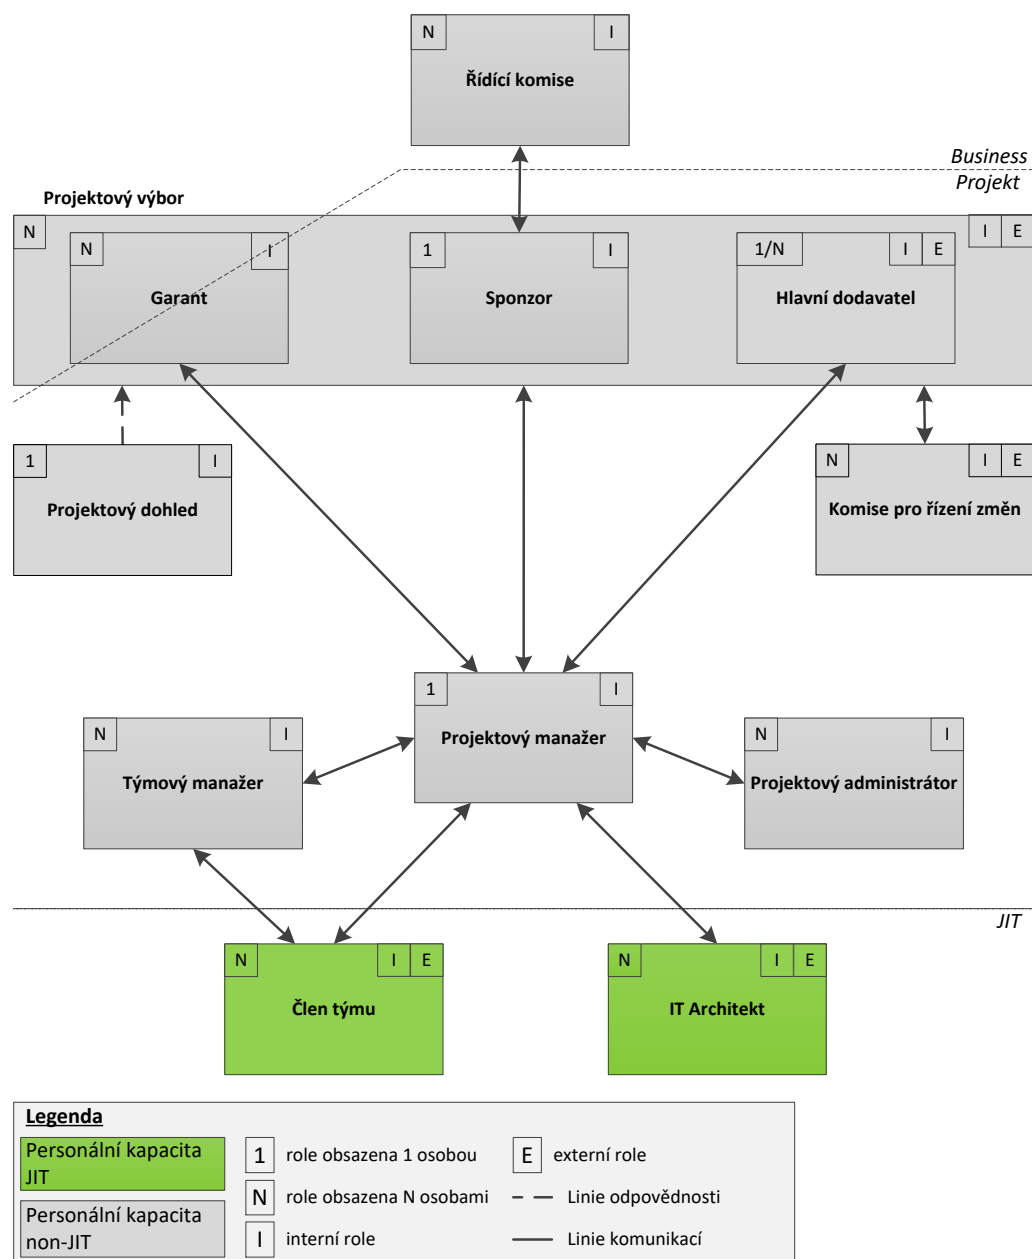 N
I
Řídící komise
Business
Projekt
Projektový výbor
N
I
E
N
I
Garant
1
I
Sponzor
1/N
I
E
Hlavní dodavatel
1
I
Projektový dohled
N
I
E
Komise pro řízení změn
1
I
Projektový manažer
N
I
Týmový manažer
N
I
Projektový administrátor
JIT
N
I
E
Člen týmu
N
I
E
IT Architekt
Legenda
Personální kapacita
JIT
Personální kapacita
non-JIT
1
role obsazena 1 osobou
N
role obsazena N osobami
I
interní role
E
externí role
Linie odpovědnosti
Linie komunikací